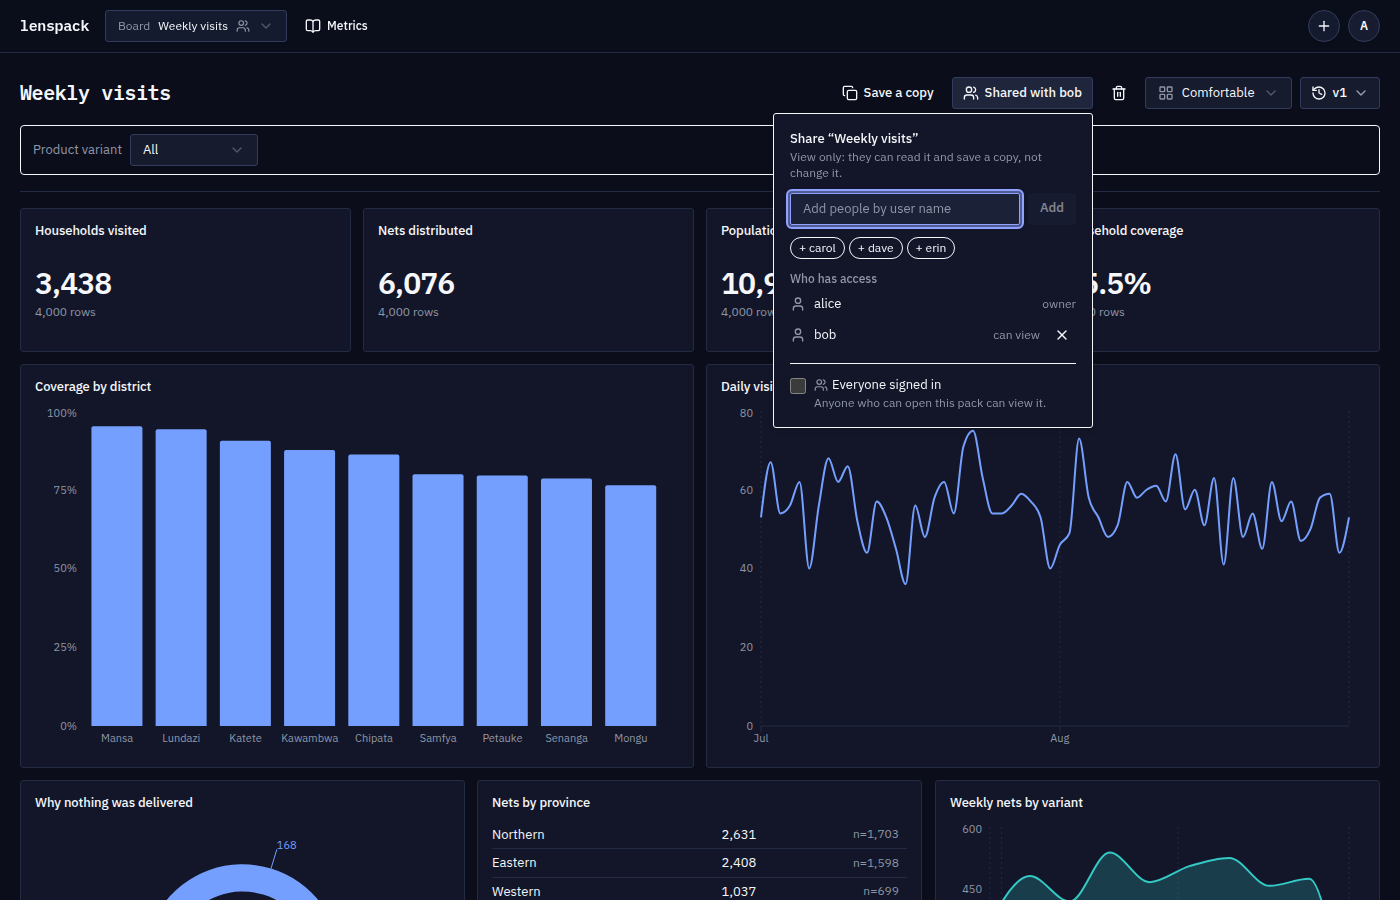 lenspack
Board Weekly visits
Metrics
A
Weekly visits
Save a copy
Shared with bob
Comfortable
v1
Product variant
All
Share “Weekly visits”
View only: they can read it and save a copy, not
change it.
Add people by user name
Add
+ carol
+ dave
+ erin
Who has access
alice
owner
bob
can view
Everyone signed in
Anyone who can open this pack can view it.
Households visited
3,438
4,000 rows
Nets distributed
6,076
4,000 rows
coverage
Coverage by district
100%
75%
50%
25%
0%
Mansa
Lundazi
Katete
Kawambwa
Chipata
Samfya
Petauke
Senanga
Mongu
Daily
80
60
40
20
0
Jul
Aug
Why nothing was delivered
168
Nets by province
Northern 2,631 n=1,703
Eastern 2,408 n=1,598
Western 1,037 n=699
Weekly nets by variant
600
450